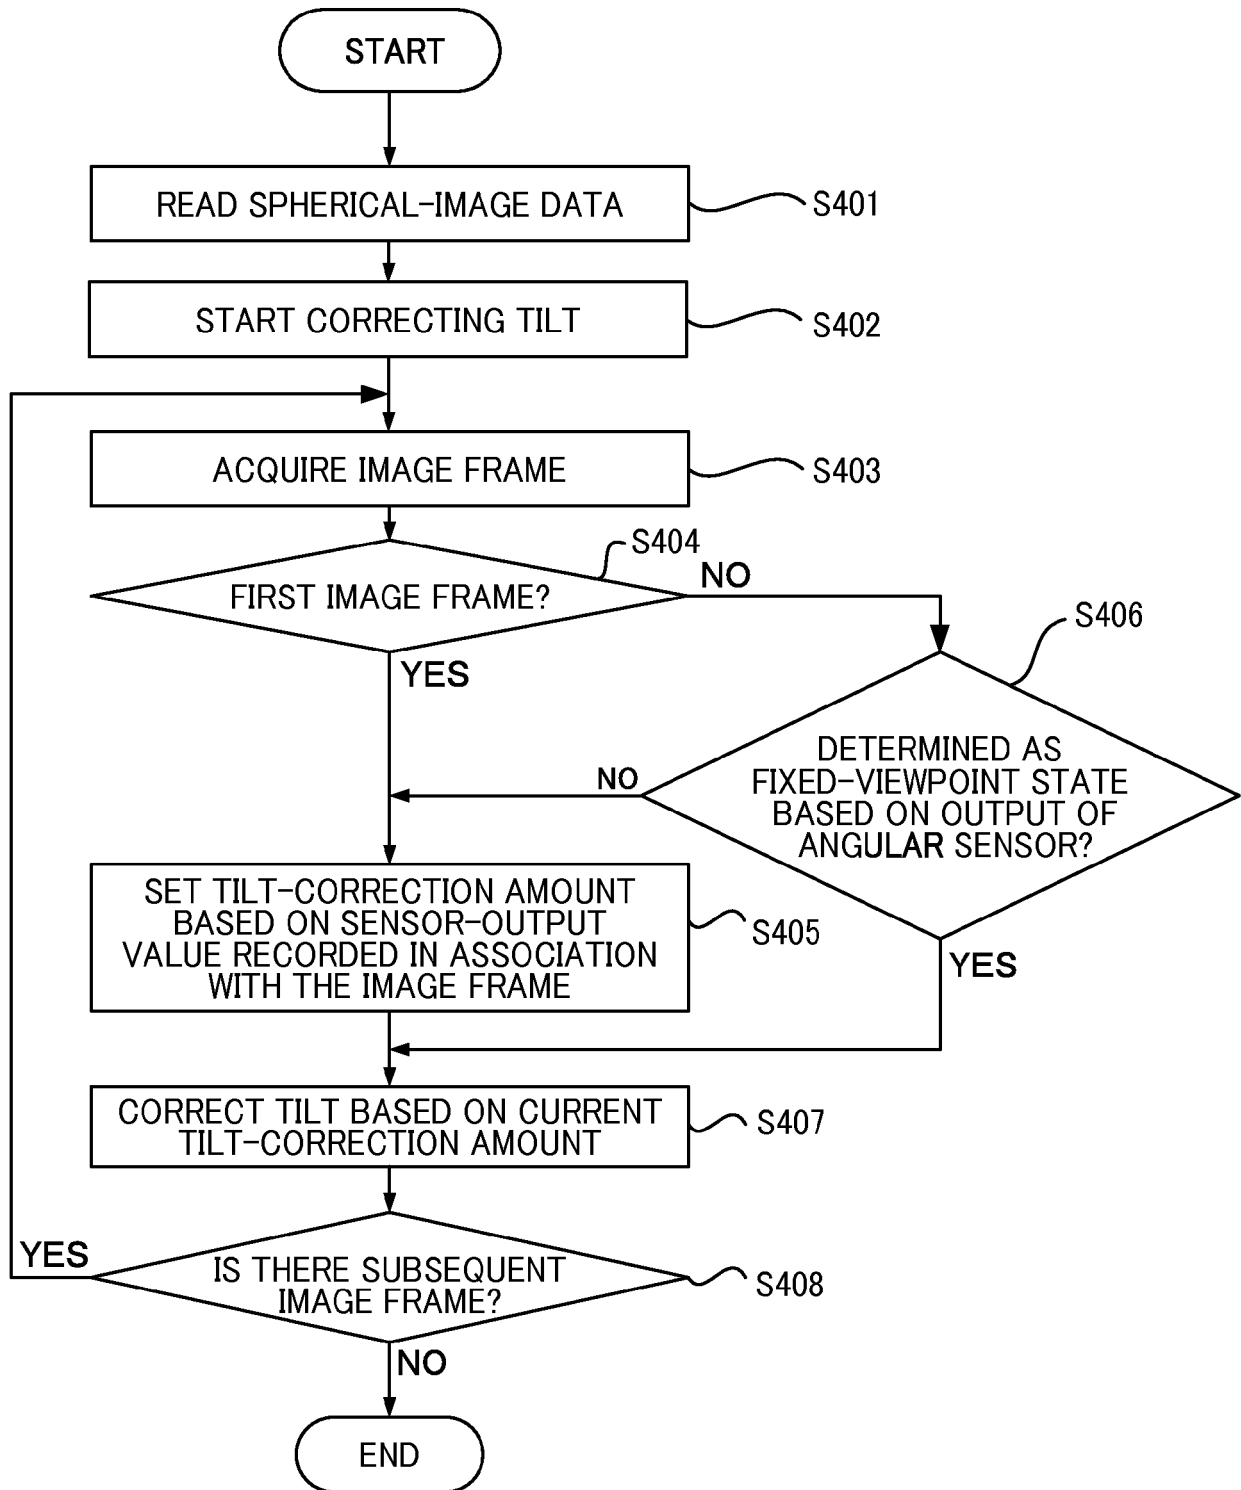 START
READ SPHERICAL-IMAGE DATA
S401
START CORRECTING TILT
S402
ACQUIRE IMAGE FRAME
S403
S404
FIRST IMAGE FRAME?
NO
YES
S406
DETERMINED AS
FIXED-VIEWPOINT STATE
BASED ON OUTPUT OF
ANGULAR SENSOR?
NO
YES
SET TILT-CORRECTION AMOUNT
BASED ON SENSOR-OUTPUT
VALUE RECORDED IN ASSOCIATION
WITH THE IMAGE FRAME
S405
CORRECT TILT BASED ON CURRENT
TILT-CORRECTION AMOUNT
S407
YES
IS THERE SUBSEQUENT
IMAGE FRAME?
S408
NO
END